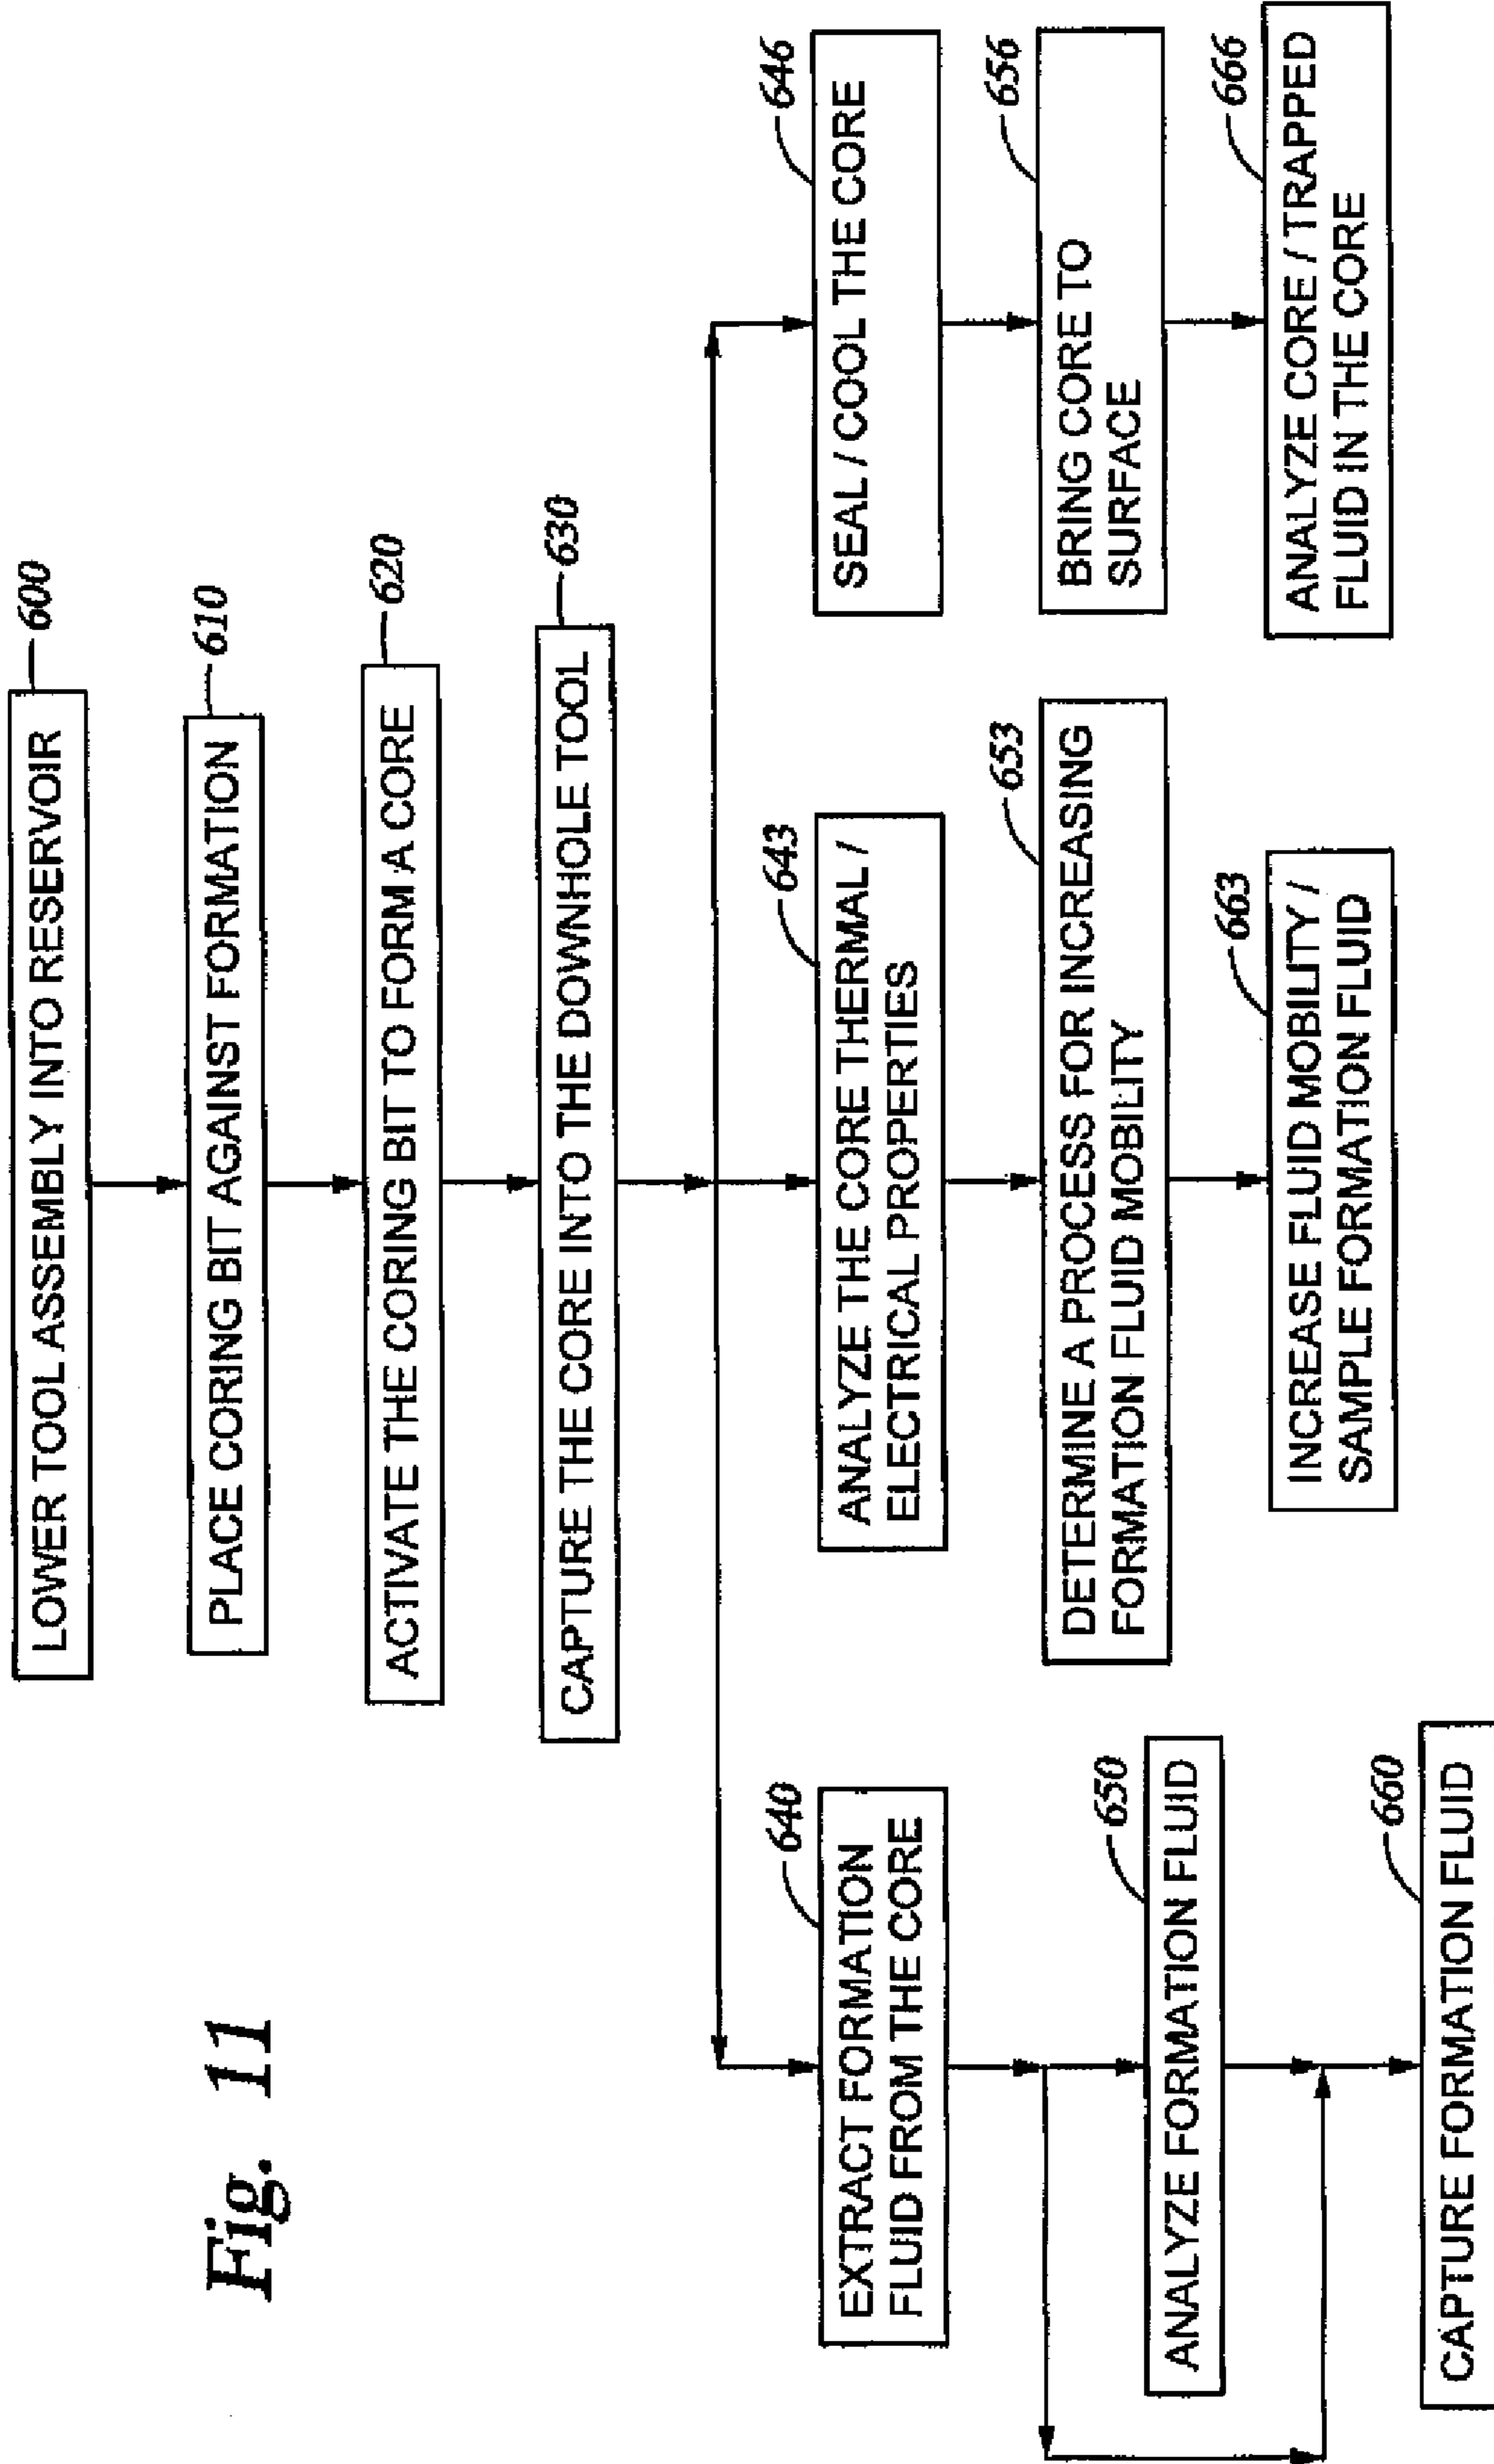 Fig. 11
LOWER TOOL ASSEMBLY INTO RESERVOIR
600
PLACE CORING BIT AGAINST FORMATION
610
ACTIVATE THE CORING BIT TO FORM A CORE
620
CAPTURE THE CORE INTO THE DOWNHOLE TOOL
630
EXTRACT FORMATION
FLUID FROM THE CORE
640
ANALYZE FORMATION FLUID
650
CAPTURE FORMATION FLUID
660
ANALYZE THE CORE THERMAL /
ELECTRICAL PROPERTIES
643
DETERMINE A PROCESS FOR INCREASING
FORMATION FLUID MOBILITY
653
INCREASE FLUID MOBILITY /
SAMPLE FORMATION FLUID
663
SEAL / COOL THE CORE
646
BRING CORE TO
SURFACE
656
ANALYZE CORE / TRAPPED
FLUID IN THE CORE
666